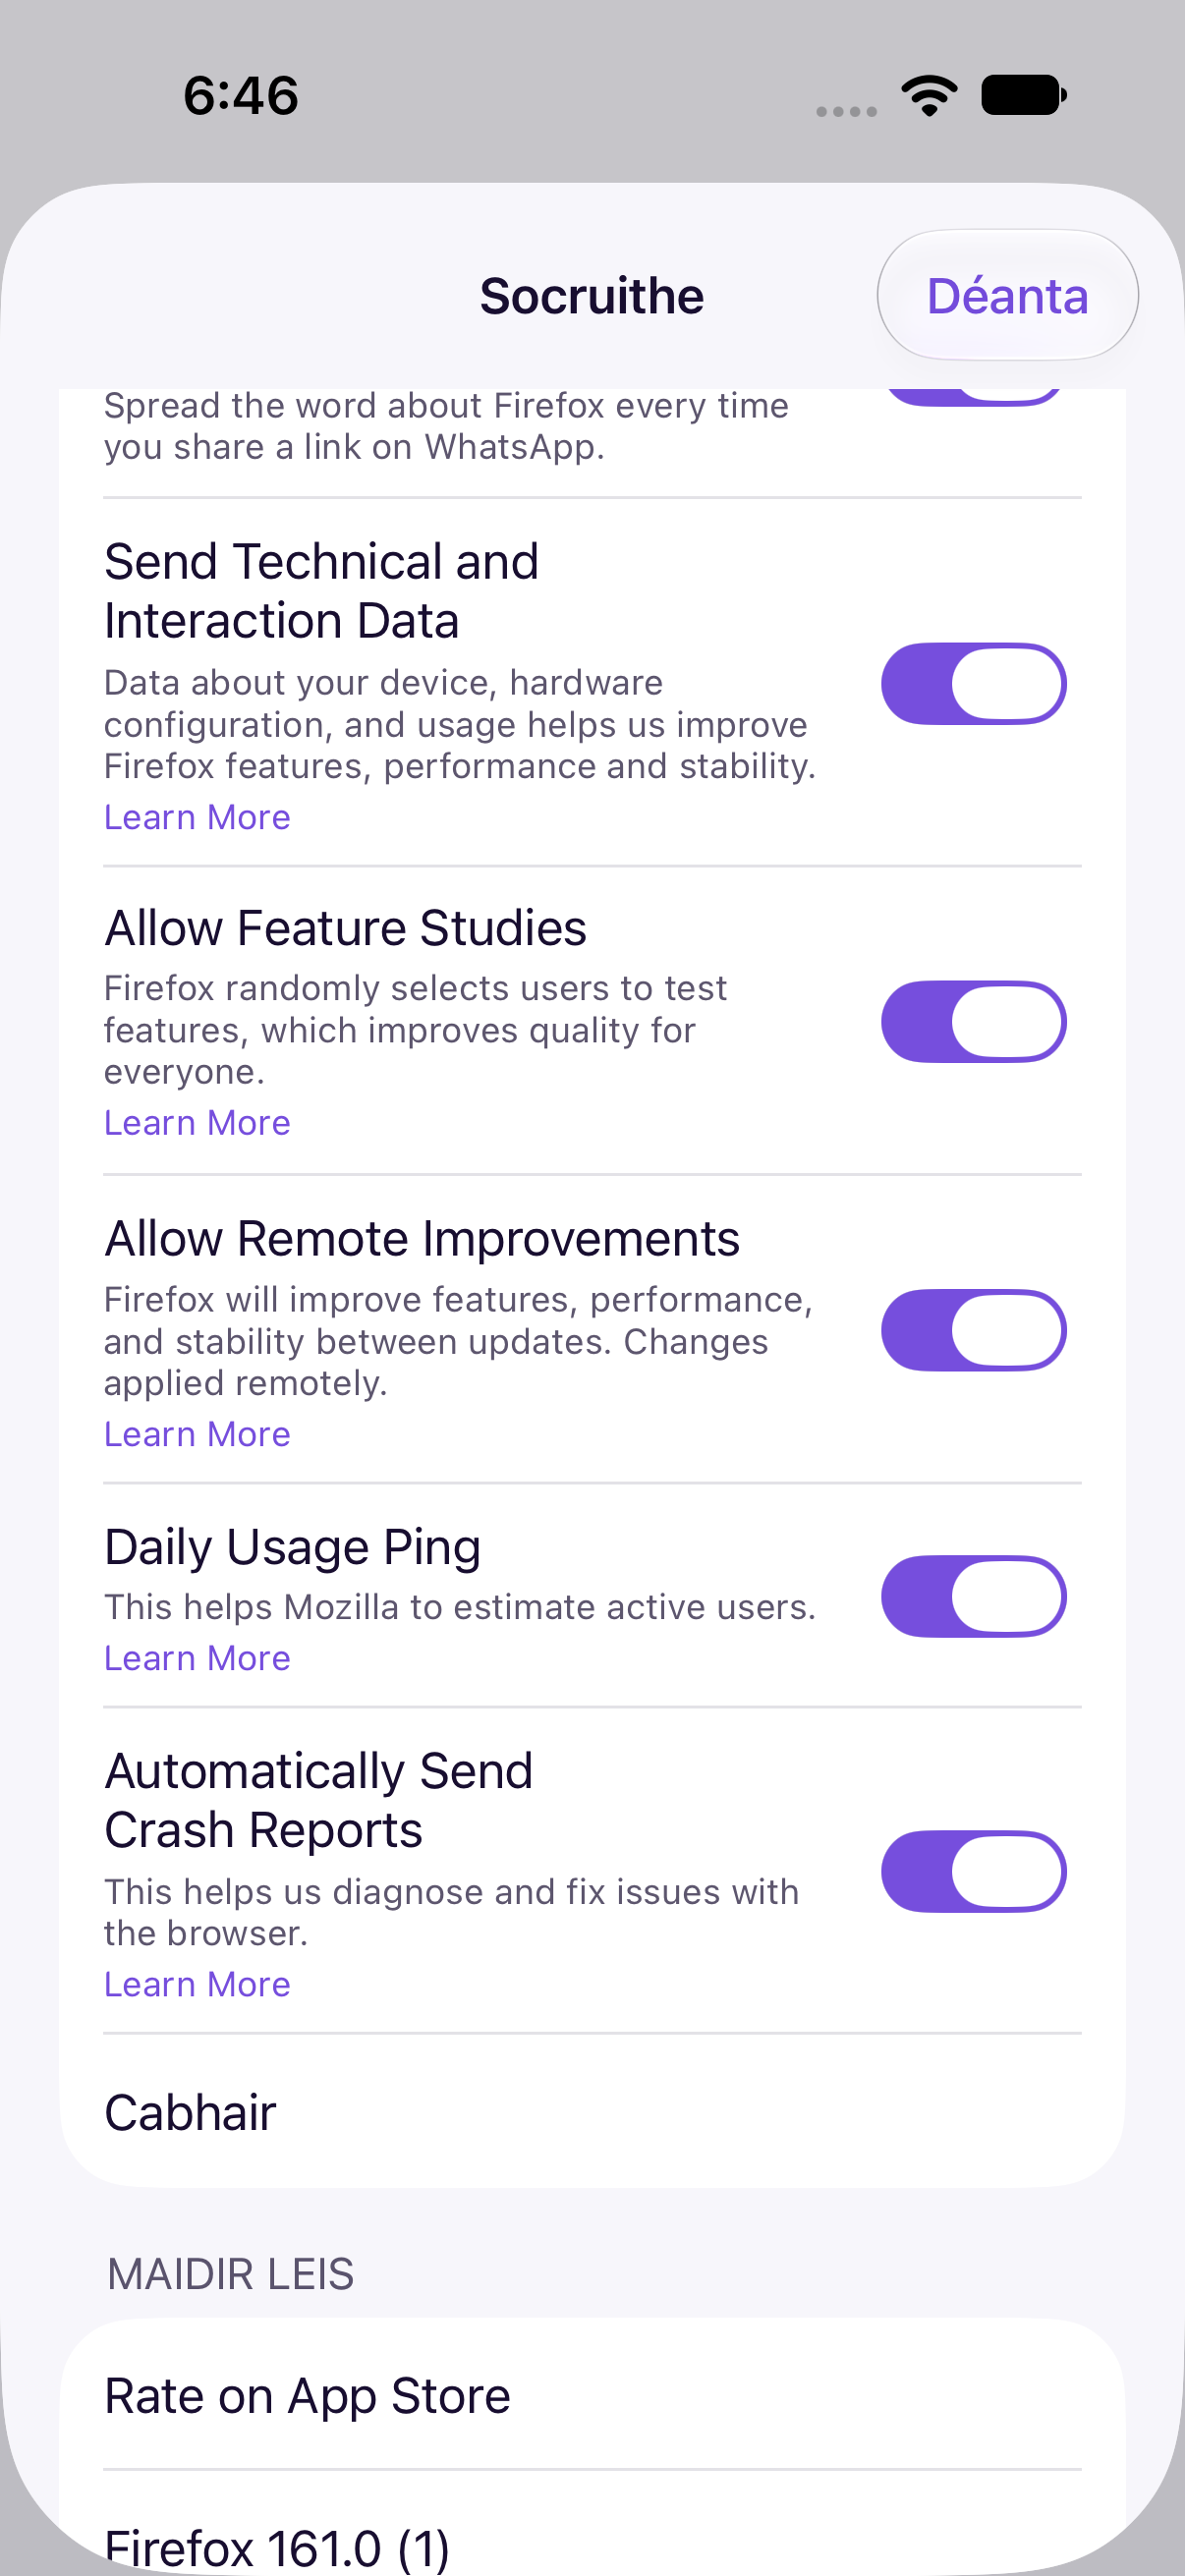 6:46
Socruithe
Déanta
Spread the word about Firefox every time
you share a link on WhatsApp.
Send Technical and
Interaction Data
Data about your device, hardware
configuration, and usage helps us improve
Firefox features, performance and stability.
Learn More
Allow Feature Studies
Firefox randomly selects users to test
features, which improves quality for
everyone.
Learn More
Allow Remote Improvements
Firefox will improve features, performance,
and stability between updates. Changes
applied remotely.
Learn More
Daily Usage Ping
This helps Mozilla to estimate active users.
Learn More
Automatically Send
Crash Reports
This helps us diagnose and fix issues with
the browser.
Learn More
Cabhair
MAIDIR LEIS
Rate on App Store
Firefox 161.0 (1)